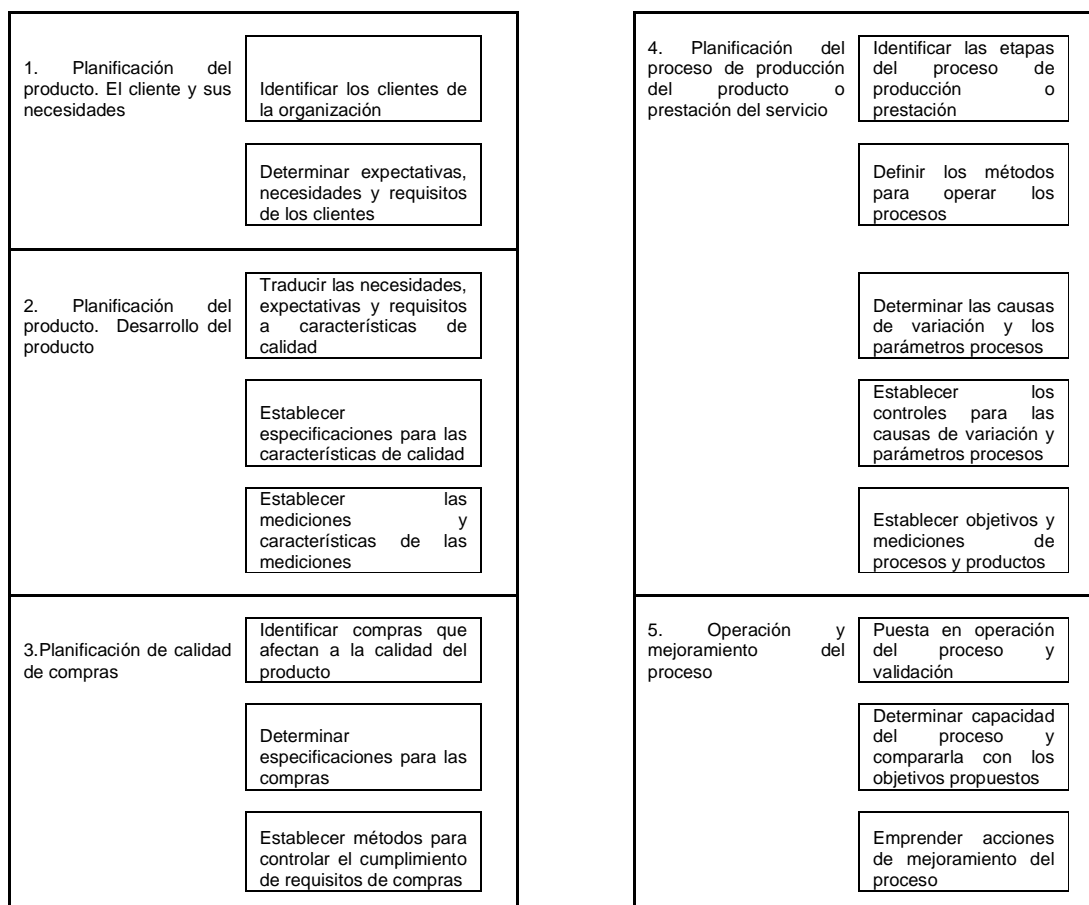 1. Planificación del
producto. El cliente y sus
necesidades
Identificar los clientes de
la organización
Determinar expectativas,
necesidades y requisitos
de los clientes
2. Planificación del
producto. Desarrollo del
producto
Traducir las necesidades,
expectativas y requisitos
a características de
calidad
Establecer
especificaciones para las
características de calidad
Establecer las
mediciones y
características de las
mediciones
3.Planificación de calidad
de compras
Identificar compras que
afectan a la calidad del
producto
Determinar
especificaciones para las
compras
Establecer métodos para
controlar el cumplimiento
de requisitos de compras
4. Planificación del
proceso de producción
del producto o
prestación del servicio
Identificar las etapas
del proceso de
producción o
prestación
Definir los métodos
para operar los
procesos
Determinar las causas
de variación y los
parámetros procesos
Establecer los
controles para las
causas de variación y
parámetros procesos
Establecer objetivos y
mediciones de
procesos y productos
5. Operación y
mejoramiento del
proceso
Puesta en operación
del proceso y
validación
Determinar capacidad
del proceso y
compararla con los
objetivos propuestos
Emprender acciones
de mejoramiento del
proceso